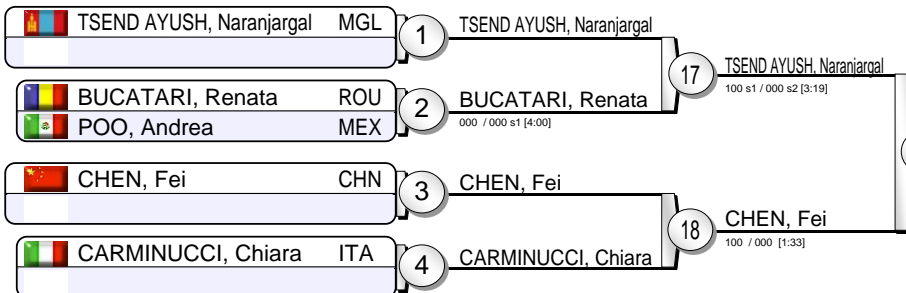 TSEND AYUSH, Naranjargal MGL
1
TSEND AYUSH, Naranjargal
17
TSEND AYUSH, Naranjargal
100 s1 / 000 s2 [3:19]
BUCATARI, Renata ROU
POO, Andrea MEX
2
BUCATARI, Renata
000 / 000 s1 [4:00]
CHEN, Fei CHN
3
CHEN, Fei
18
CHEN, Fei
100 / 000 [1:33]
CARMINUCCI, Chiara ITA
4
CARMINUCCI, Chiara